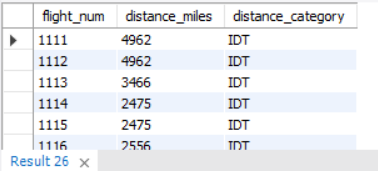 flight_num distance_miles distance_category
1111 4962 IDT
1112 4962 IDT
1113 3466 IDT
1114 2475 IDT
1115 2475 IDT
1116 2556 IDT
Result 26 ×